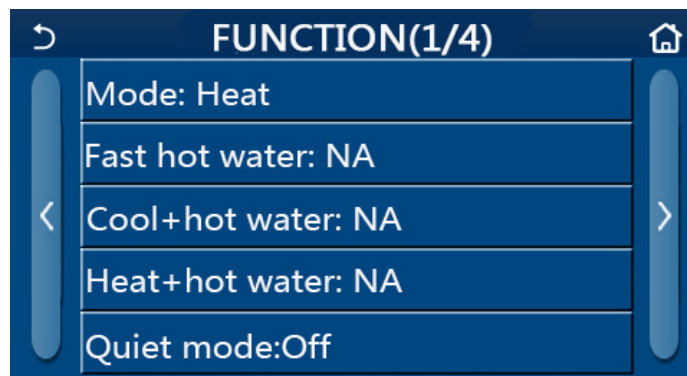 FUNCTION(1/4)
Mode: Heat
Fast hot water: NA
Cool+hot water: NA
Heat+hot water: NA
Quiet mode:Off